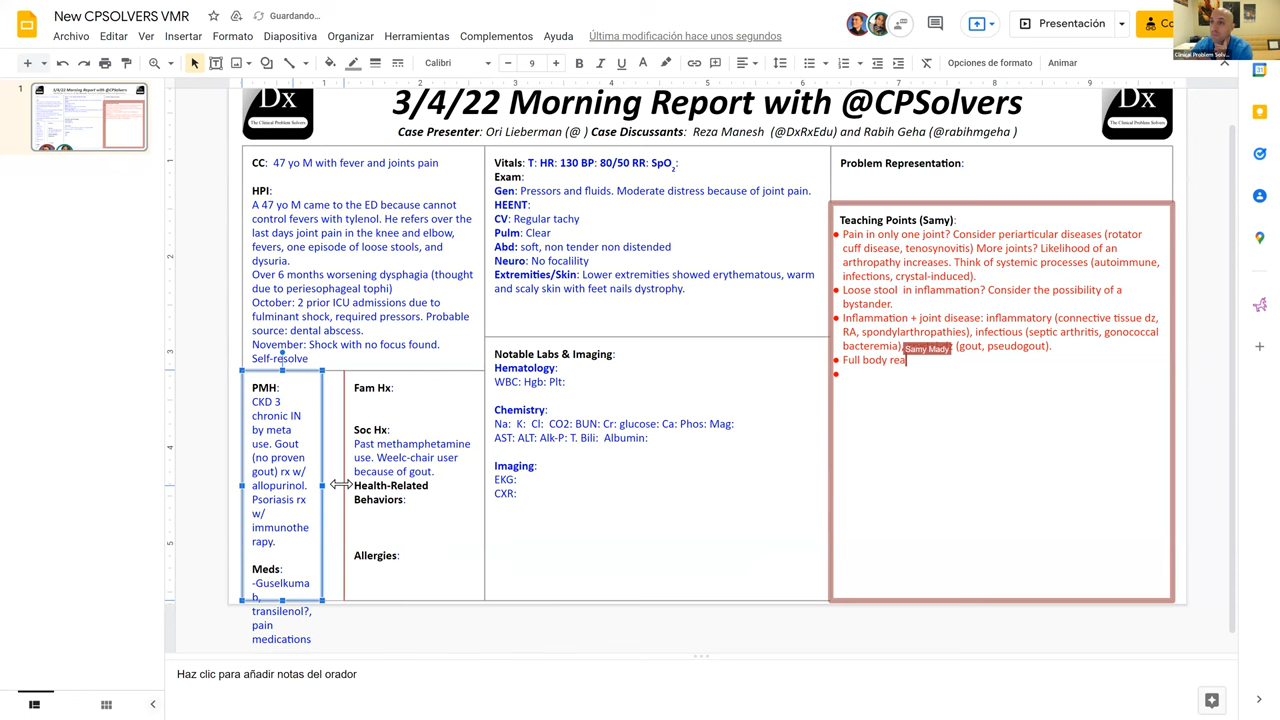 New CPSOLVERS VMR
Guardando…
Archivo Editar Ver Insertar Formato Diapositiva Organizar Herramientas Complementos Ayuda Última modificación hace unos segundos
Presentación
Calibri
9
Opciones de formato
Animar
1
Dx
The Clinical Problem Solvers
3/4/22 Morning Report with @CPSolvers
Case Presenter: Ori Lieberman (@ ) Case Discussants: Reza Manesh (@DxRxEdu) and Rabih Geha (@rabihmgeha )
Dx
The Clinical Problem Solvers
CC: 47 yo M with fever and joints pain
HPI:
A 47 yo M came to the ED because cannot
control fevers with tylenol. He refers over the
last days joint pain in the knee and elbow,
fevers, one episode of loose stools, and
dysuria.
Over 6 months worsening dysphagia (thought
due to periesophageal tophi)
October: 2 prior ICU admissions due to
fulminant shock, required pressors. Probable
source: dental abscess.
November: Shock with no focus found.
Self-resolve
PMH:
CKD 3
chronic IN
by meta
use. Gout
(no proven
gout) rx w/
allopurinol.
Psoriasis rx
w/
immunothe
rapy.
Meds:
-Guselkuma
b,
transilenol?,
pain
medications
Fam Hx:
Soc Hx:
Past methamphetamine
use. Weelc-chair user
because of gout.
Health-Related
Behaviors:
Allergies:
Vitals: T: HR: 130 BP: 80/50 RR: SpO2:
Exam:
Gen: Pressors and fluids. Moderate distress because of joint pain.
HEENT:
CV: Regular tachy
Pulm: Clear
Abd: soft, non tender non distended
Neuro: No focality
Extremities/Skin: Lower extremities showed erythematous, warm
and scaly skin with feet nails dystrophy.
Notable Labs & Imaging:
Hematology:
WBC: Hgb: Plt:
Chemistry:
Na: K: Cl: CO2: BUN: Cr: glucose: Ca: Phos: Mag:
AST: ALT: Alk-P: T. Bili: Albumin:
Imaging:
EKG:
CXR:
Problem Representation:
Teaching Points (Samy):
Pain in only one joint? Consider periarticular diseases (rotator
cuff disease, tenosynovitis) More joints? Likelihood of an
arthropathy increases. Think of systemic processes (autoimmune,
infections, crystal-induced).
Loose stool in inflammation? Consider the possibility of a
bystander.
Inflammation + joint disease: inflammatory (connective tissue dz,
RA, spondylarthropathies), infectious (septic arthritis, gonococcal
bacteremia), (gout, pseudogout).
Samy Mady
Full body rea
Haz clic para añadir notas del orador